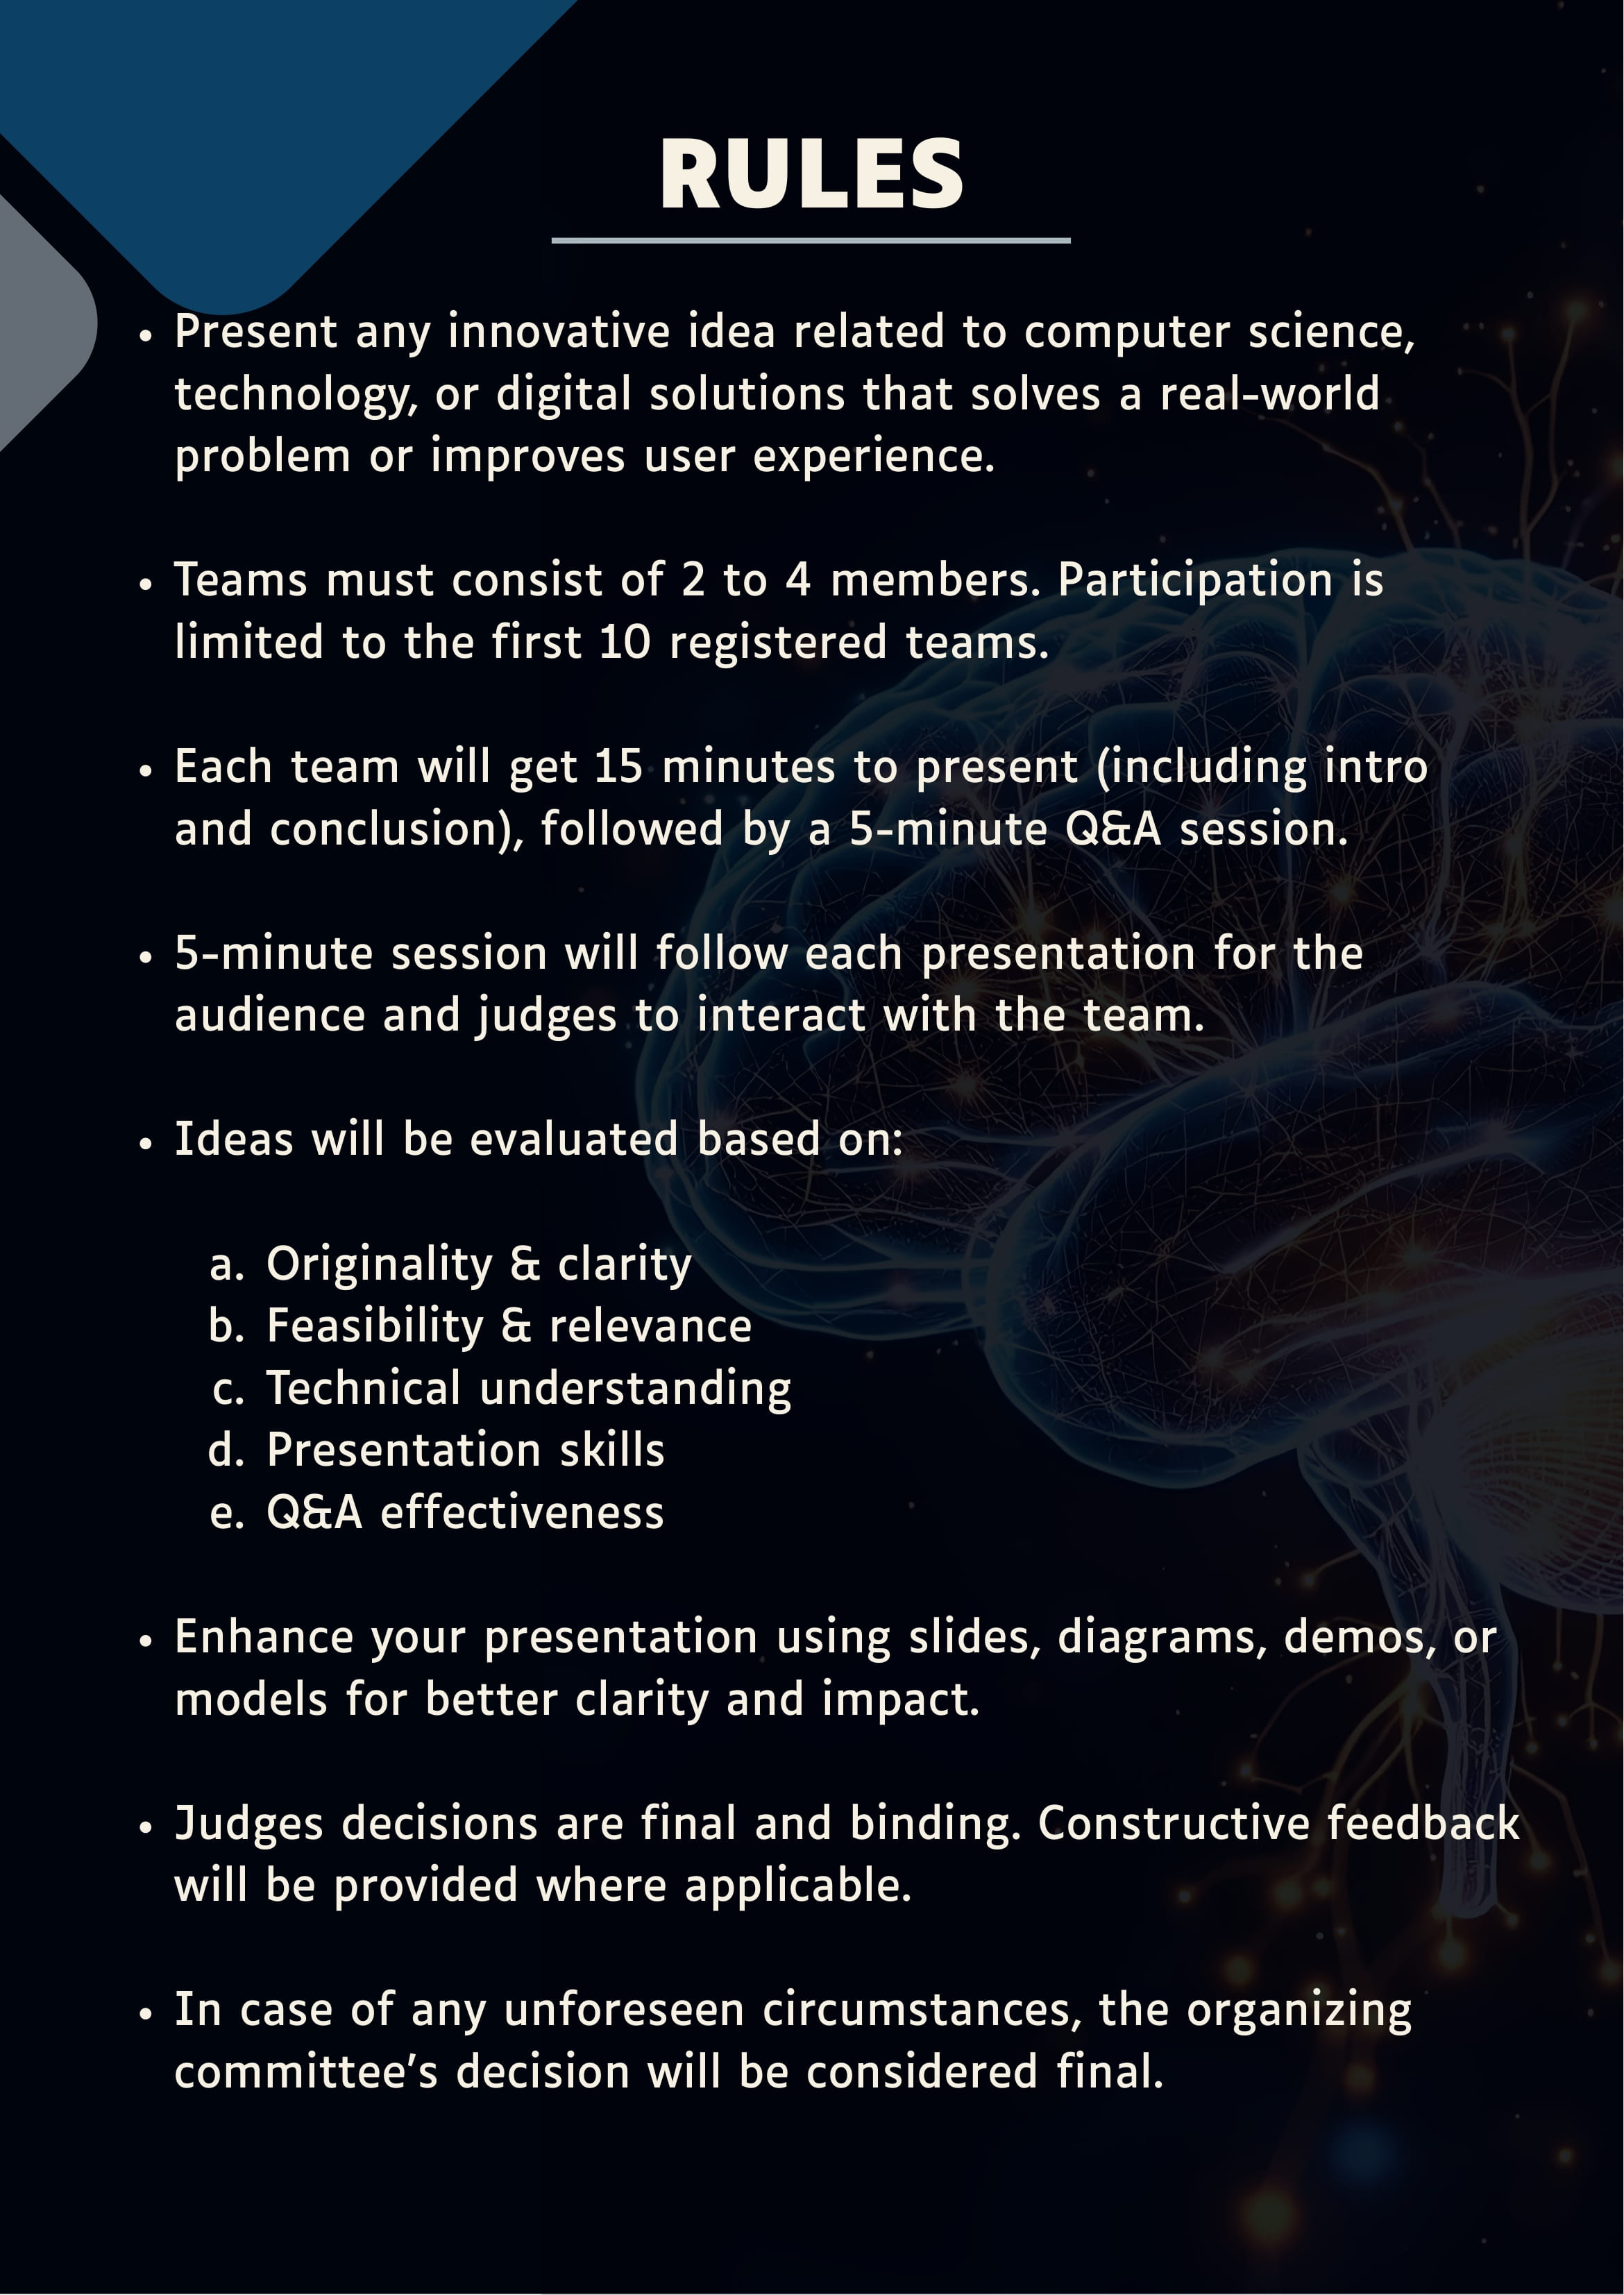 RULES
• Present any innovative idea related to computer science,
technology, or digital solutions that solves a real-world
problem or improves user experience.
• Teams must consist of 2 to 4 members. Participation is
limited to the first 10 registered teams.
• Each team will get 15 minutes to present (including intro
and conclusion), followed by a 5-minute Q&A session.
• 5-minute session will follow each presentation for the
audience and judges to interact with the team.
• Ideas will be evaluated based on:
a. Originality & clarity
b. Feasibility & relevance
c. Technical understanding
d. Presentation skills
e. Q&A effectiveness
• Enhance your presentation using slides, diagrams, demos, or
models for better clarity and impact.
• Judges decisions are final and binding. Constructive feedback
will be provided where applicable.
• In case of any unforeseen circumstances, the organizing
committee’s decision will be considered final.